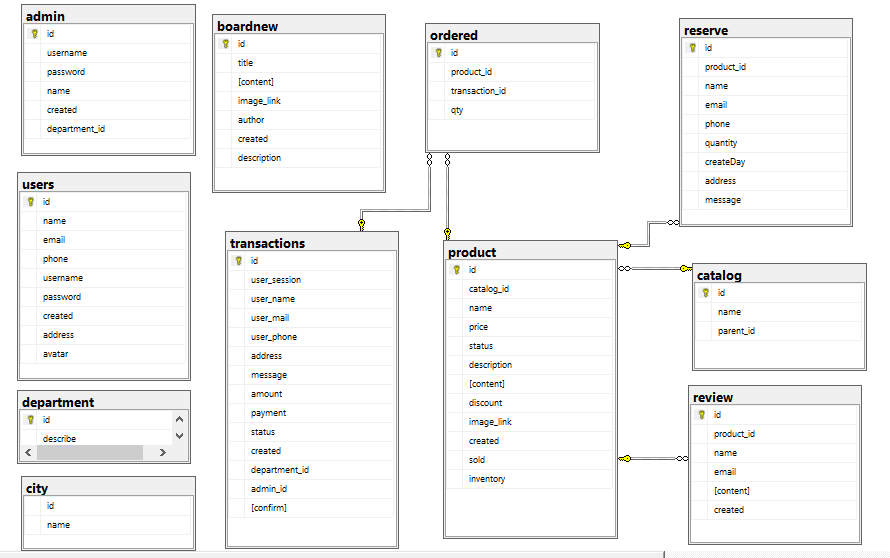 admin
id
username
password
name
created
department_id
boardnew
id
title
[content]
image_link
author
created
description
ordered
id
product_id
transaction_id
qty
reserve
id
product_id
name
email
phone
quantity
createDay
address
message
users
id
name
email
phone
username
password
created
address
avatar
transactions
id
user_session
user_name
user_mail
user_phone
address
message
amount
payment
status
created
department_id
admin_id
[confirm]
product
id
catalog_id
name
price
status
description
[content]
discount
image_link
created
sold
inventory
catalog
id
name
parent_id
department
id
describe
review
id
product_id
name
email
[content]
created
city
id
name